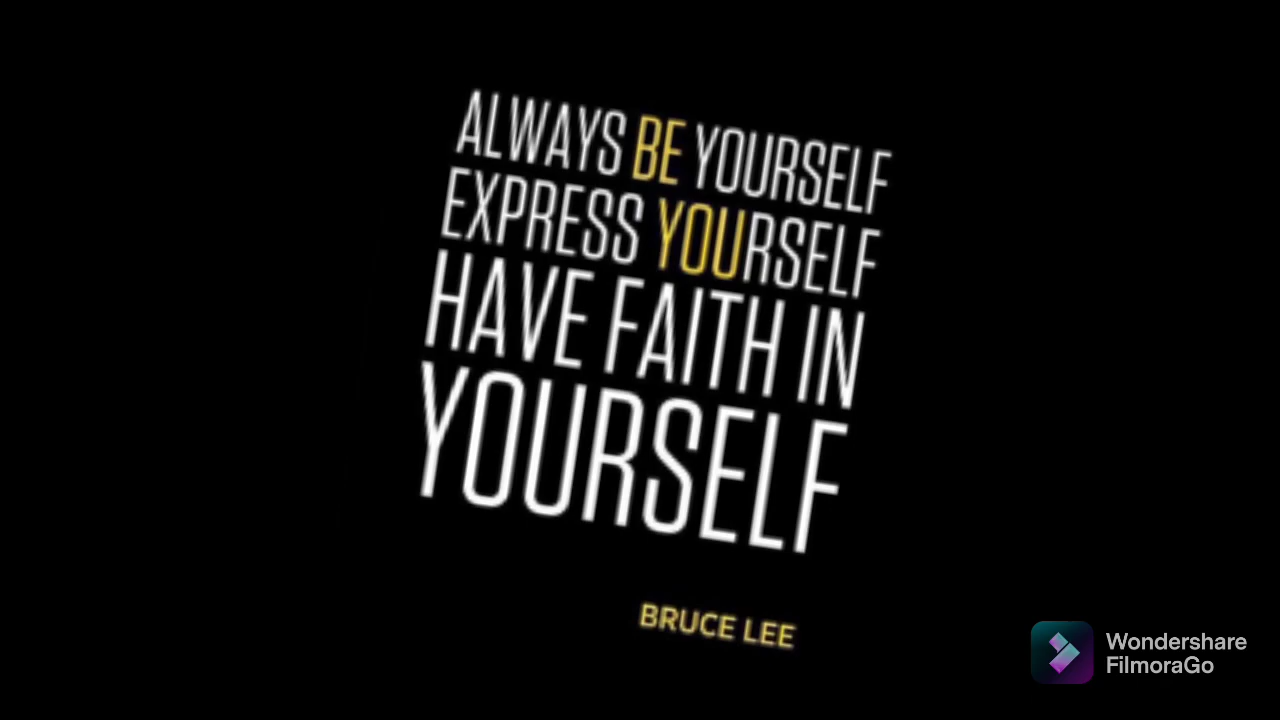 ALWAYS BE YOURSELF
EXPRESS YOURSELF
HAVE FAITH IN
YOURSELF
BRUCE LEE
Wondershare
FilmoraGo